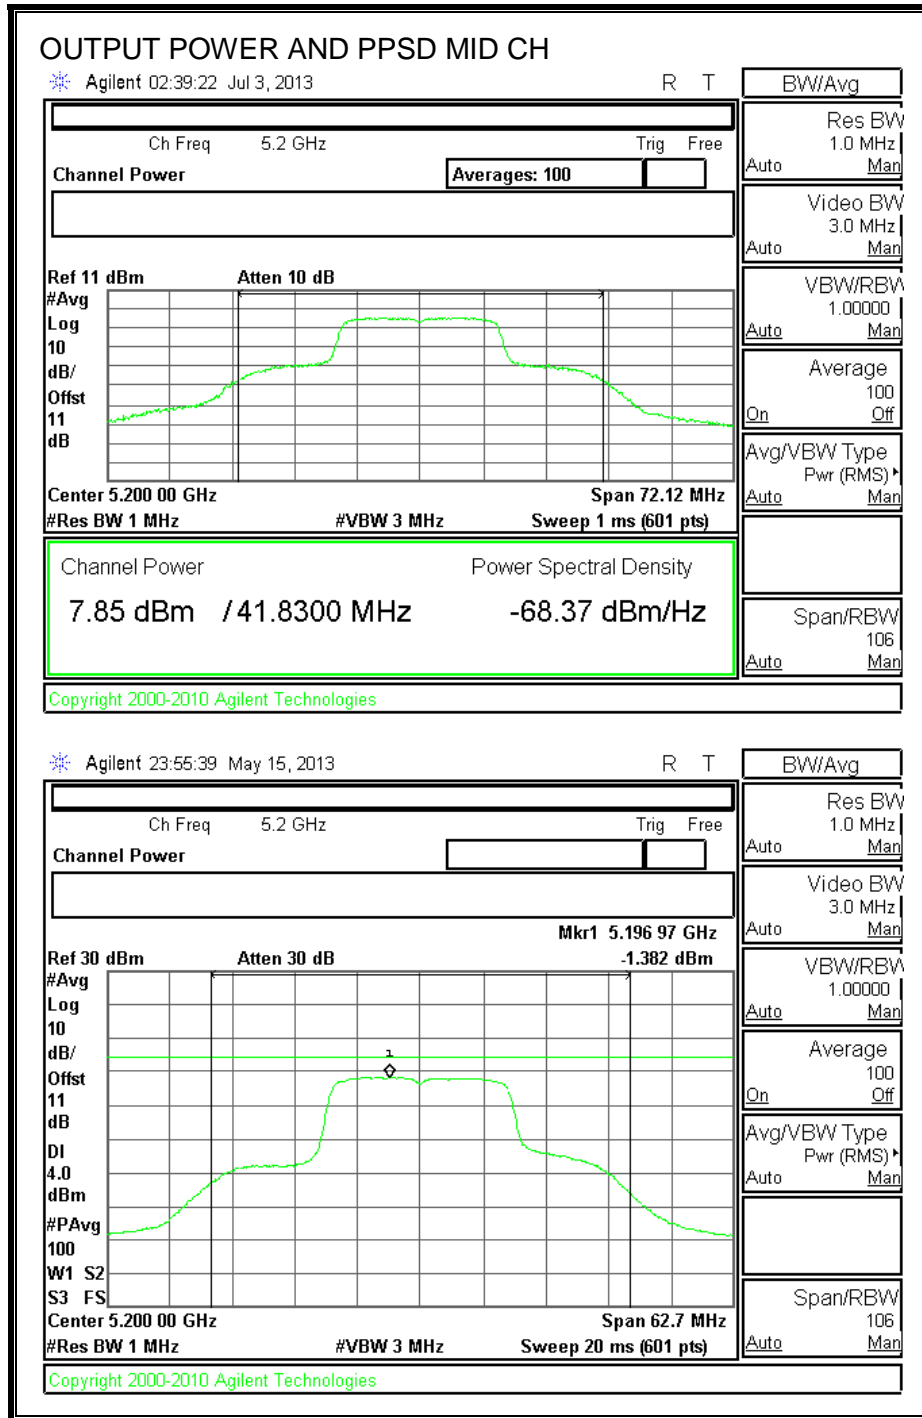 OUTPUT POWER AND PPSD MID CH
Agilent 02:39:22 Jul 3, 2013 R T
BW/Avg
Ch Freq 5.2 GHz Trig Free
Channel Power Averages: 100
Res BW
1.0 MHz
Auto Man
Video BW
3.0 MHz
Auto Man
VBW/RBW
1.00000
Auto Man
Average
100
On Off
Avg/VBW Type
Pwr (RMS)
Auto Man
Span/RBW
106
Auto Man
Ref 11 dBm Atten 10 dB
#Avg
Log
10
dB/
Offst
11
dB
Center 5.200 00 GHz Span 72.12 MHz
#Res BW 1 MHz #VBW 3 MHz Sweep 1 ms (601 pts)
Channel Power Power Spectral Density
7.85 dBm / 41.8300 MHz -68.37 dBm/Hz
Copyright 2000-2010 Agilent Technologies
Agilent 23:55:39 May 15, 2013 R T
BW/Avg
Ch Freq 5.2 GHz Trig Free
Channel Power
Res BW
1.0 MHz
Auto Man
Video BW
3.0 MHz
Auto Man
VBW/RBW
1.00000
Auto Man
Average
100
On Off
Avg/VBW Type
Pwr (RMS)
Auto Man
Span/RBW
106
Auto Man
Mkr1 5.196 97 GHz
Ref 30 dBm Atten 30 dB -1.382 dBm
#Avg
Log
10
dB/
Offst
11
dB
DI
4.0
dBm
#PAvg
100
W1 S2
S3 FS
1
Center 5.200 00 GHz Span 62.7 MHz
#Res BW 1 MHz #VBW 3 MHz Sweep 20 ms (601 pts)
Copyright 2000-2010 Agilent Technologies